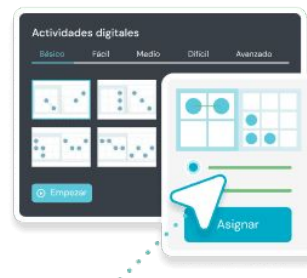 Actividades digitales
Básico Fácil Medio Difícil Avanzado
Empezar
Asignar